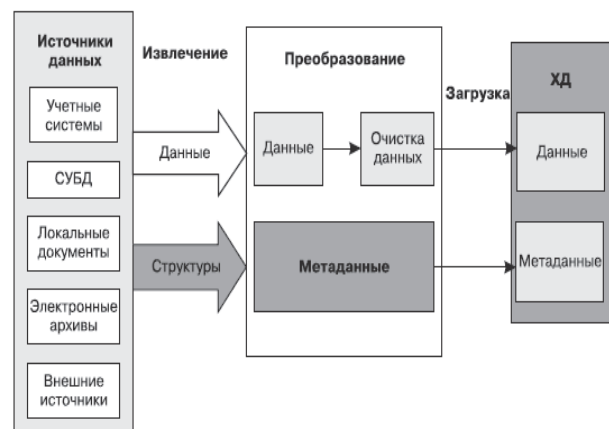 Источники
данных
Учетные
системы
СУБД
Локальные
документы
Электронные
архивы
Внешние
источники
Извлечение
Данные
Структуры
Преобразование
Данные
Очистка
данных
Метаданные
Загрузка
ХД
Данные
Метаданные